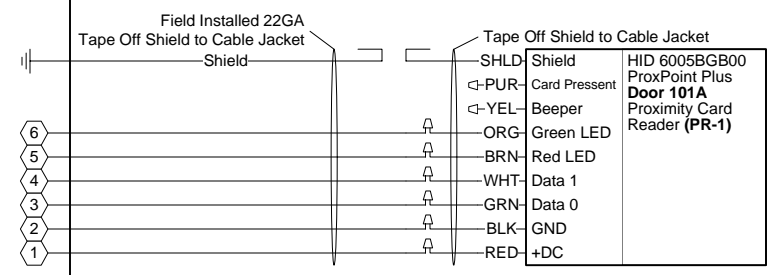 Field Installed 22GA
Tape Off Shield to Cable Jacket
Tape Off Shield to Cable Jacket
Shield
SHLD Shield
PUR Card Pressent
YEL Beeper
6 ORG Green LED
5 BRN Red LED
4 WHT Data 1
3 GRN Data 0
2 BLK GND
1 RED +DC
HID 6005BGB00
ProxPoint Plus
Door 101A
Proximity Card
Reader (PR-1)